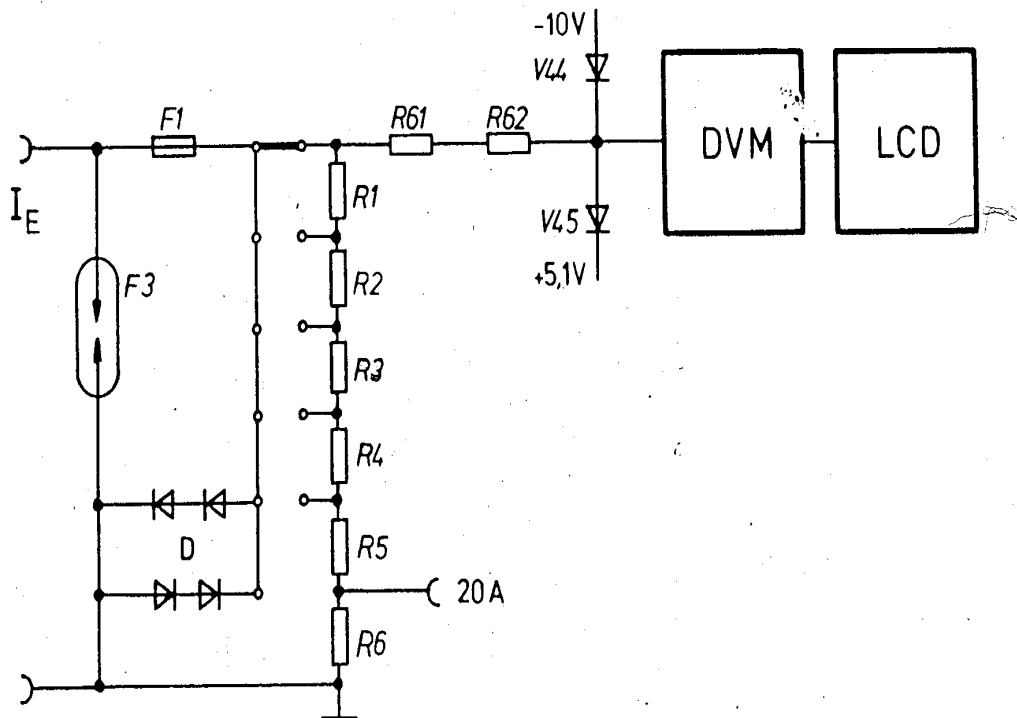 -10V
V44
F1
R61
R62
DVM
LCD
I_E
R1
V45
+5,1V
F3
R2
R3
R4
D
R5
20A
R6